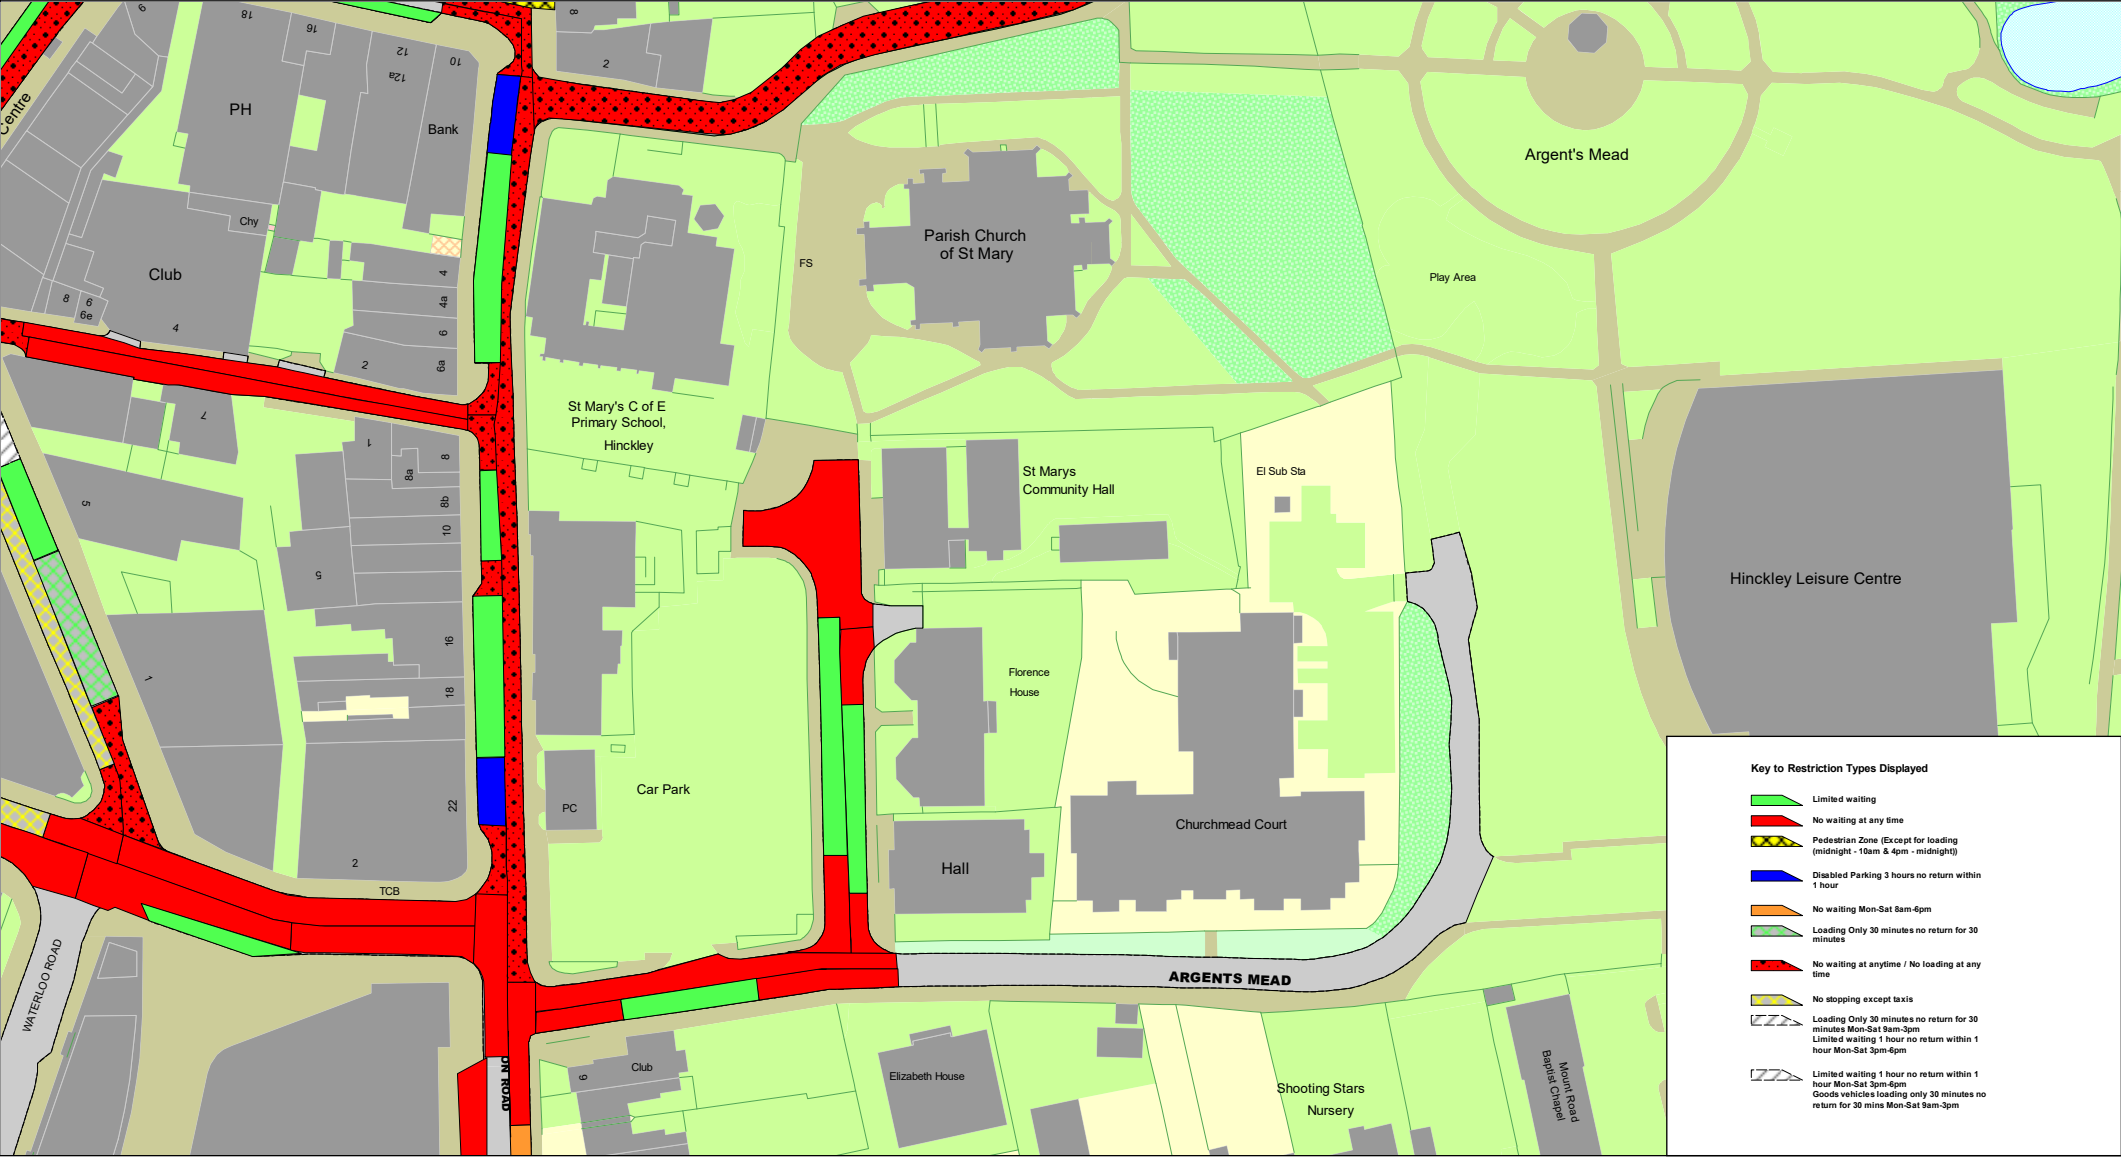 9
18
16
12
12a
10
8
2
Centre
PH
Bank
Argent's Mead
Chy
Parish Church
of St Mary
Club
FS
Play Area
4
8
6
6e
4
4a
6
6a
2
7
St Mary's C of E
Primary School,
Hinckley
1
8
8a
8b
10
St Marys
Community Hall
El Sub Sta
5
5
Hinckley Leisure Centre
16
1
18
Florence
House
Car Park
PC
22
2
TCB
Hall
Churchmead Court
WATERLOO ROAD
ARGENTS MEAD
ON ROAD
9
Club
Elizabeth House
Shooting Stars
Nursery
Mount Road
Baptist Chapel
Key to Restriction Types Displayed
Limited waiting
No waiting at any time
Pedestrian Zone (Except for loading
(midnight - 10am & 4pm - midnight))
Disabled Parking 3 hours no return within
1 hour
No waiting Mon-Sat 8am-6pm
Loading Only 30 minutes no return for 30
minutes
No waiting at anytime / No loading at any
time
No stopping except taxis
Loading Only 30 minutes no return for 30
minutes Mon-Sat 9am-3pm
Limited waiting 1 hour no return within 1
hour Mon-Sat 3pm-6pm
Limited waiting 1 hour no return within 1
hour Mon-Sat 3pm-6pm
Goods vehicles loading only 30 minutes no
return for 30 mins Mon-Sat 9am-3pm